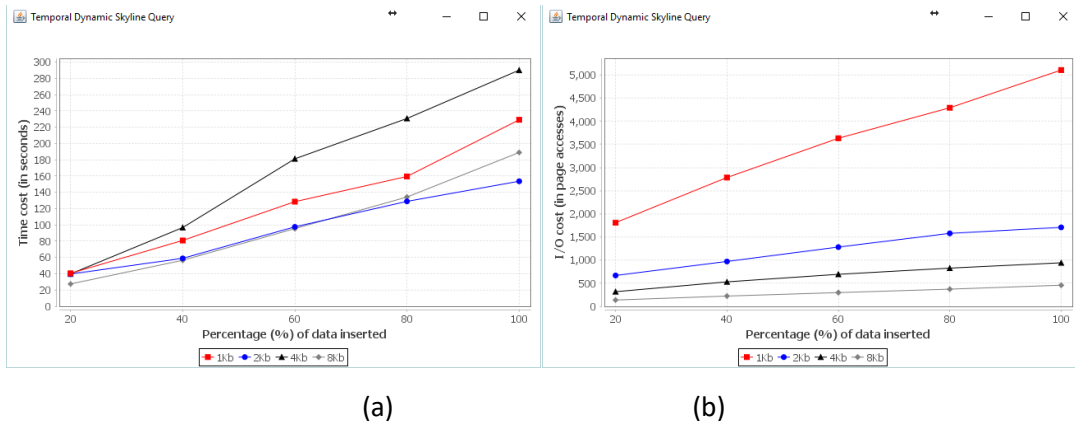 Temporal Dynamic Skyline Query
300
280
260
240
220
200
180
160
140
120
100
80
60
40
20
0
Time cost (in seconds)
20 40 60 80 100
Percentage (%) of data inserted
1Kb 2Kb 4Kb 8Kb
(a)
Temporal Dynamic Skyline Query
5,000
4,500
4,000
3,500
3,000
2,500
2,000
1,500
1,000
500
0
I/O cost (in page accesses)
20 40 60 80 100
Percentage (%) of data inserted
1Kb 2Kb 4Kb 8Kb
(b)